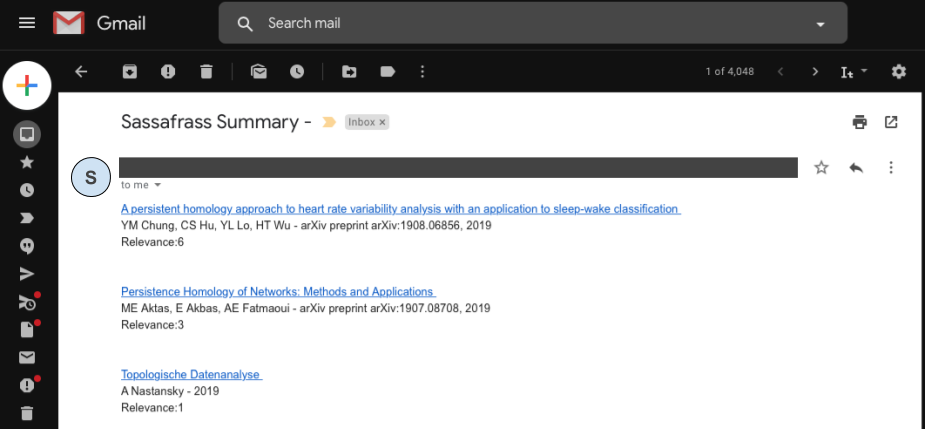 Gmail
Search mail
1 of 4,048
Sassafrass Summary -
Inbox ×
S
to me
A persistent homology approach to heart rate variability analysis with an application to sleep-wake classification
YM Chung, CS Hu, YL Lo, HT Wu - arXiv preprint arXiv:1908.06856, 2019
Relevance:6
Persistence Homology of Networks: Methods and Applications
ME Aktas, E Akbas, AE Fatmaoui - arXiv preprint arXiv:1907.08708, 2019
Relevance:3
Topologische Datenanalyse
A Nastansky - 2019
Relevance:1